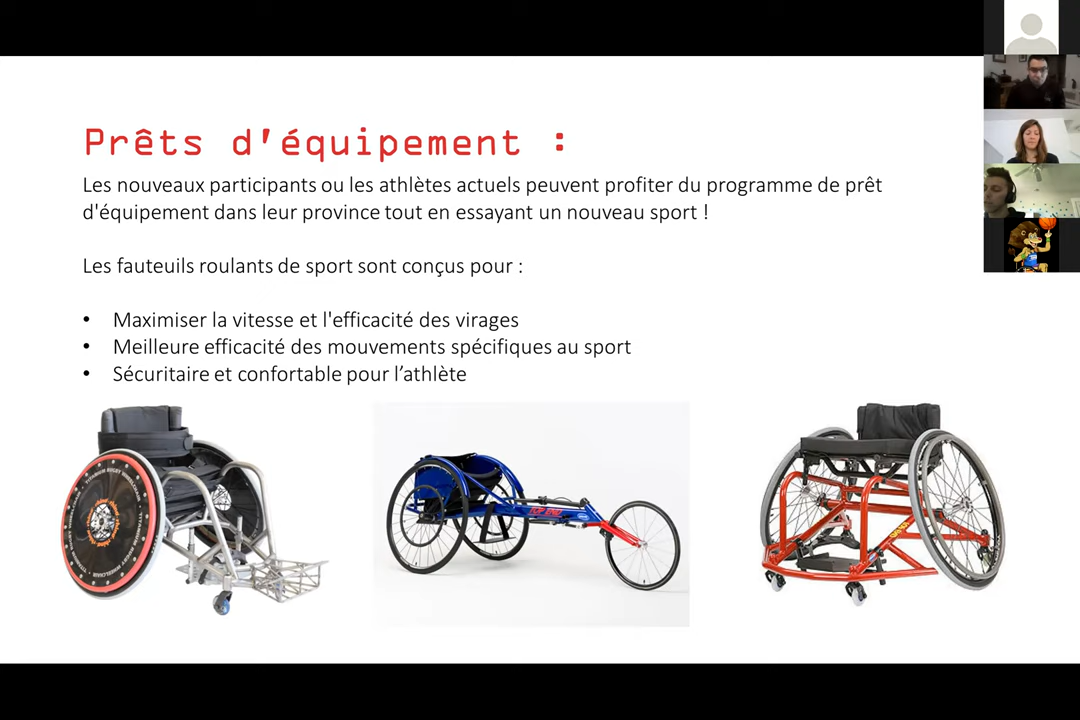 Prêts d'équipement :
Les nouveaux participants ou les athlètes actuels peuvent profiter du programme de prêt
d'équipement dans leur province tout en essayant un nouveau sport !
Les fauteuils roulants de sport sont conçus pour :
• Maximiser la vitesse et l'efficacité des virages
• Meilleure efficacité des mouvements spécifiques au sport
• Sécuritaire et confortable pour l’athlète